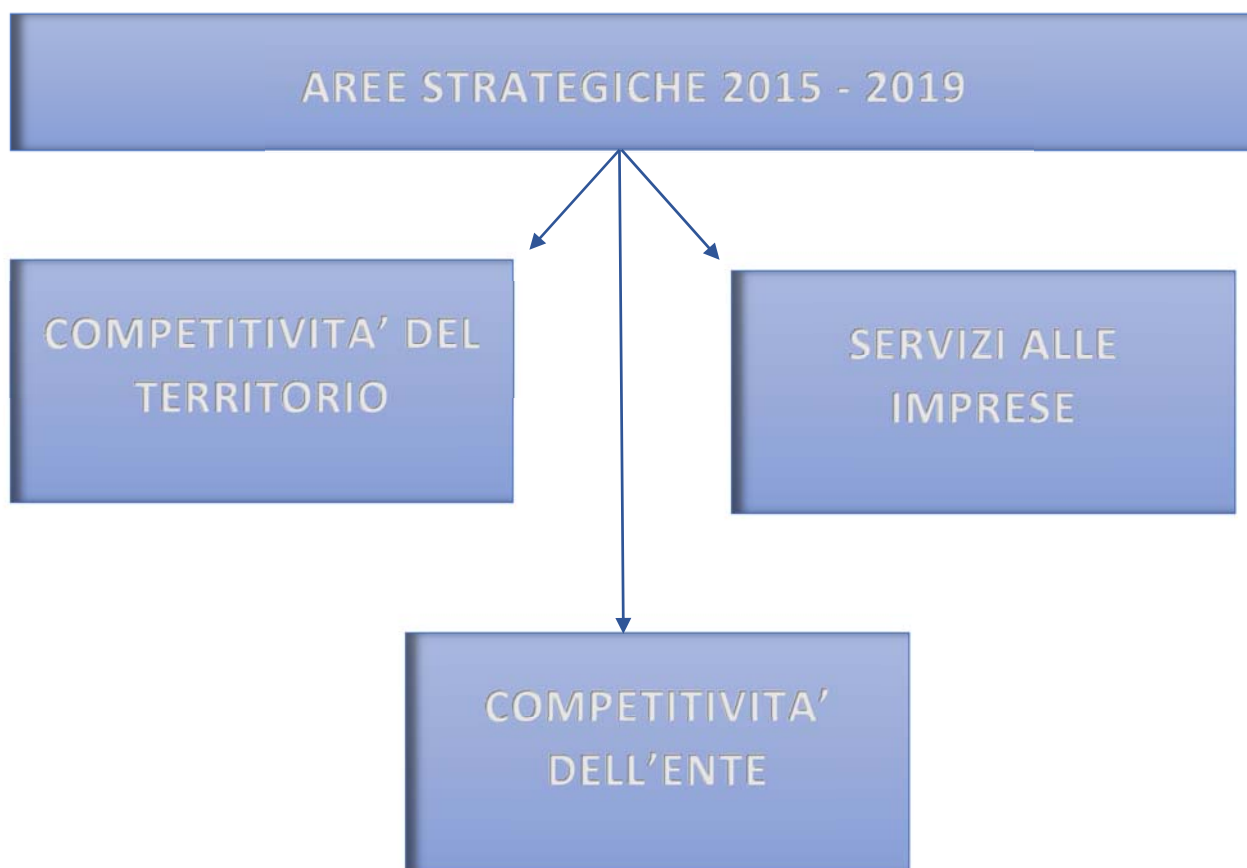 AREE STRATEGICHE 2015 - 2019
COMPETITIVITA’ DEL
TERRITORIO
SERVIZI ALLE
IMPRESE
COMPETITIVITA’
DELL’ENTE